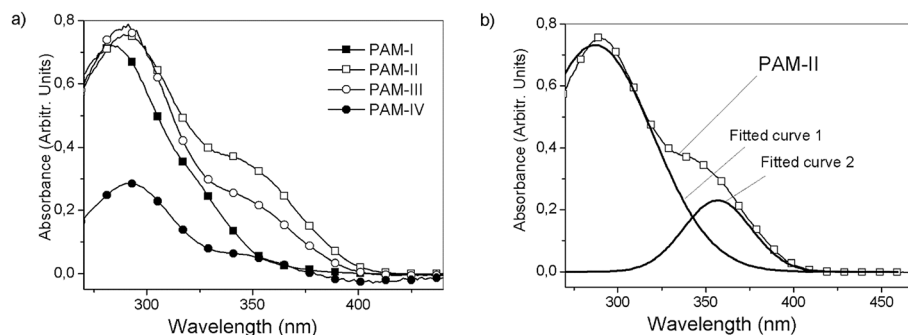 a)
0,8
0,6
0,4
0,2
0,0
Absorbance (Arbitr. Units)
PAM-I
PAM-II
PAM-III
PAM-IV
300
350
400
Wavelength (nm)
b)
0,8
0,6
0,4
0,2
0,0
Absorbance (Arbitr. Units)
PAM-II
Fitted curve 1
Fitted curve 2
300
350
400
450
Wavelength (nm)